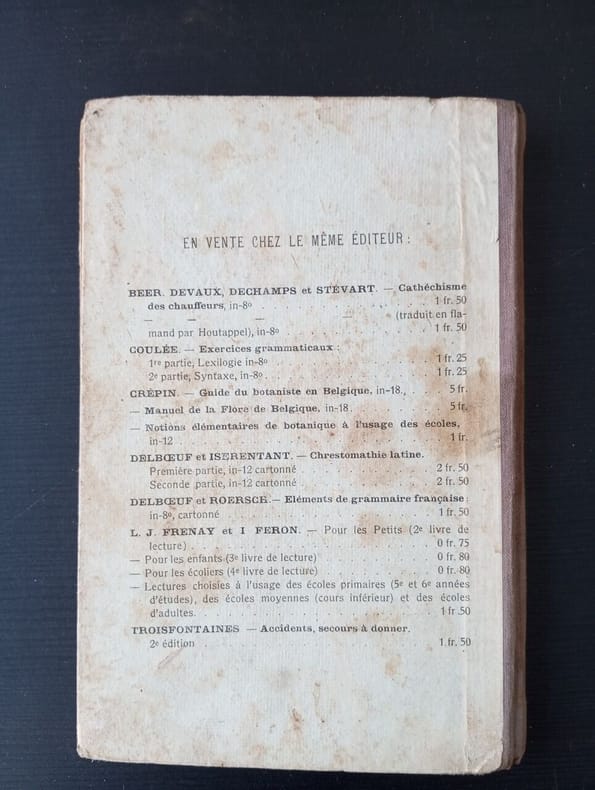 EN VENTE CHEZ LE MÊME ÉDITEUR :
BEER. DEVAUX, DECHAMPS et STÉVART. — Cathéchisme
des chauffeurs, in-8º . . . . . . . . . 1 fr. 50
— — — — (traduit en fla-
mand par Houtappel), in-8º . . . . . . . 1 fr. 50
COULÉE. — Exercices grammaticaux :
1re partie, Lexilogie in-8º . . . . . . . . 1 fr. 25
2e partie, Syntaxe, in-8º . . . . . . . . 1 fr. 25
CRÉPIN. — Guide du botaniste en Belgique, in-18., . 5 fr.
— Manuel de la Flore de Belgique, in-18 . . . . 5 fr.
— Notions élémentaires de botanique à l'usage des écoles,
in-12 . . . . . . . . . . . . . 1 fr.
DELBŒUF et ISERENTANT. — Chrestomathie latine.
Première partie, in-12 cartonné . . . . . . 2 fr. 50
Seconde partie, in-12 cartonné . . . . . . 2 fr. 50
DELBŒUF et ROERSCH. — Eléments de grammaire française :
in-8º, cartonné . . . . . . . . . . 1 fr. 50
L. J. FRENAY et I FERON. — Pour les Petits (2e livre de
lecture) . . . . . . . . . . . . 0 fr. 75
— Pour les enfants (3e livre de lecture) . . . . . 0 fr. 80
— Pour les écoliers (4e livre de lecture) . . . . . 0 fr. 80
— Lectures choisies à l'usage des écoles primaires (5e et 6e années
d'études), des écoles moyennes (cours inférieur) et des écoles
d'adultes. . . . . . . . . . . . 1 fr .50
TROISFONTAINES — Accidents, secours à donner.
2e édition . . . . . . . . . . . 1 fr. 50